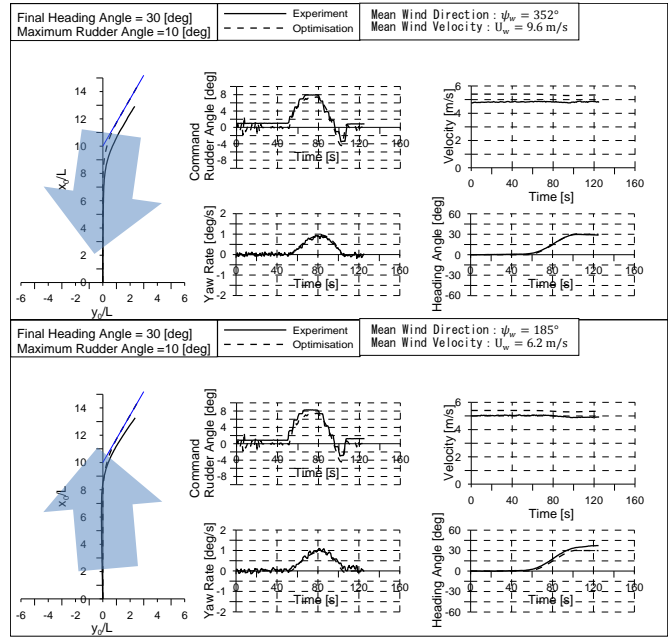 Final Heading Angle = 30 [deg]
Maximum Rudder Angle =10 [deg]
Experiment
Optimisation
Mean Wind Direction : ψw = 352°
Mean Wind Velocity : Uw = 9.6 m/s
14
12
10
8
6
4
2
0
x0/L
-6 -4 -2 0 2 4 6
y0/L
Command
Rudder Angle [deg]
8
4
0
-4
-8
0 40 80 120 160
Time [s]
Velocity [m/s]
6
4
2
0
0 40 80 120 160
Time [s]
Yaw Rate [deg/s]
2
1
0
-1
-2
0 40 80 120 160
Time [s]
Heading Angle [deg]
60
30
0
-30
-60
0 40 80 120 160
Time [s]
Final Heading Angle = 30 [deg]
Maximum Rudder Angle =10 [deg]
Experiment
Optimisation
Mean Wind Direction : ψw = 185°
Mean Wind Velocity : Uw = 6.2 m/s
14
12
10
8
6
4
2
0
x0/L
-6 -4 -2 0 2 4 6
y0/L
Command
Rudder Angle [deg]
8
4
0
-4
-8
0 40 80 120 160
Time [s]
Velocity [m/s]
6
4
2
0
0 40 80 120 160
Time [s]
Yaw Rate [deg/s]
2
1
0
-1
-2
0 40 80 120 160
Time [s]
Heading Angle [deg]
60
30
0
-30
-60
0 40 80 120 160
Time [s]